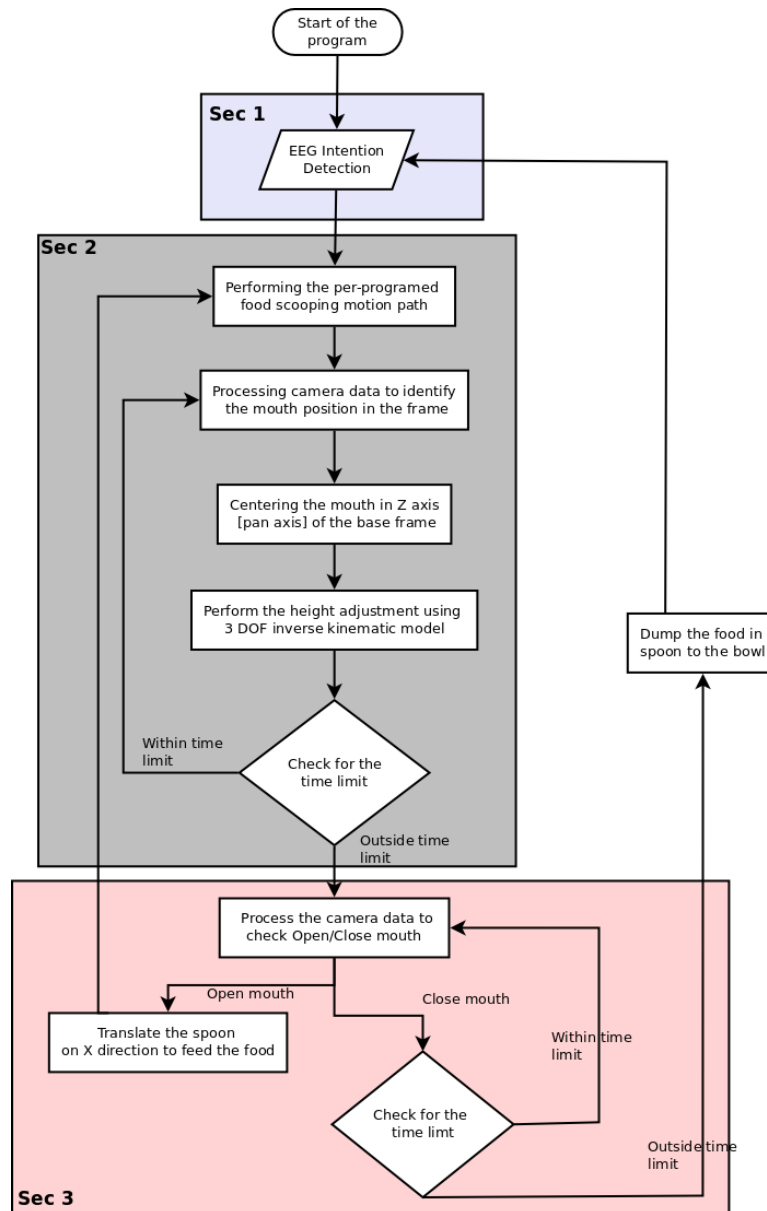 Start of the
program
Sec 1
EEG Intention
Detection
Sec 2
Performing the per-programed
food scooping motion path
Processing camera data to identify
the mouth position in the frame
Centering the mouth in Z axis
[pan axis] of the base frame
Perform the height adjustment using
3 DOF inverse kinematic model
Dump the food in
spoon to the bowl
Within time
limit
Check for the
time limit
Outside time
limit
Process the camera data to
check Open/Close mouth
Open mouth
Close mouth
Translate the spoon
on X direction to feed the food
Within time
limit
Check for the
time limt
Outside time
limit
Sec 3